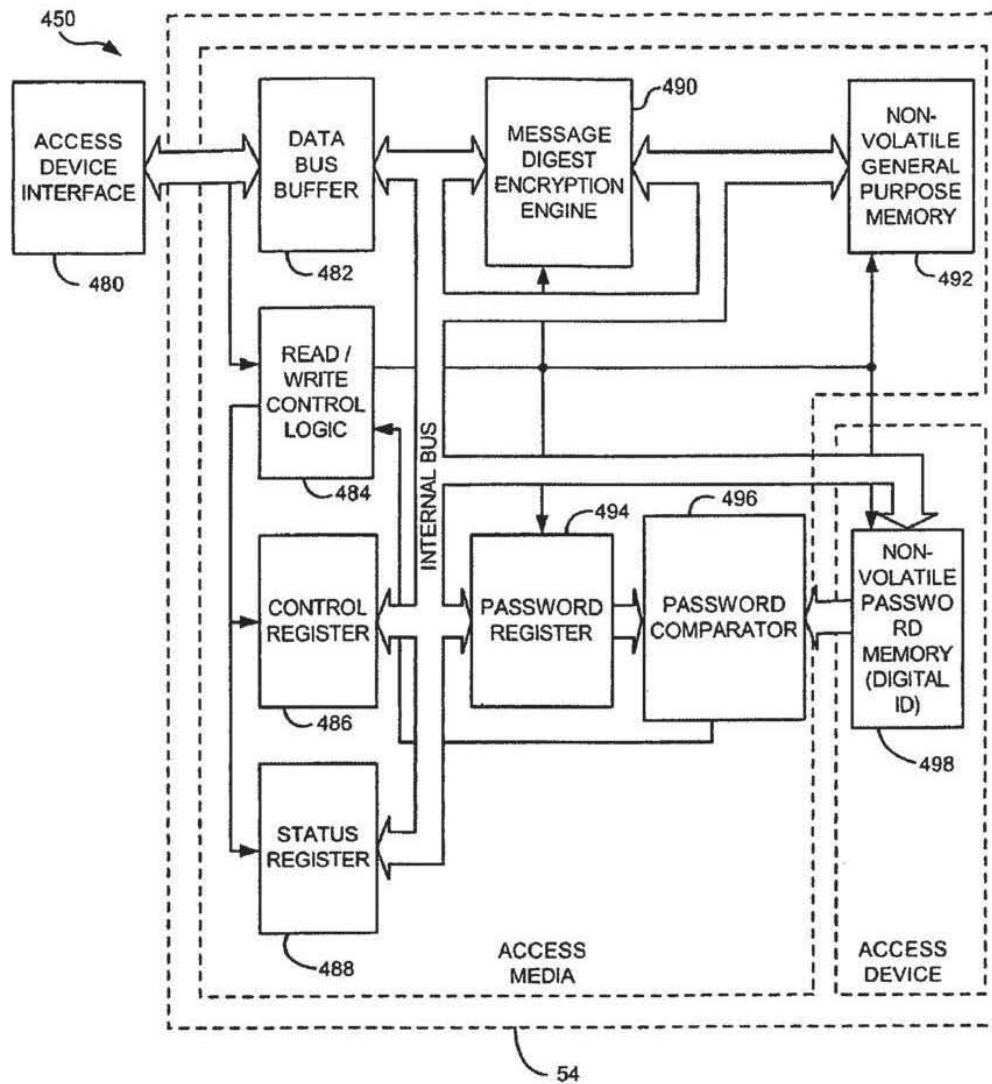 450
ACCESS
DEVICE
INTERFACE
480
DATA
BUS
BUFFER
482
490
MESSAGE
DIGEST
ENCRYPTION
ENGINE
NON-
VOLATILE
GENERAL
PURPOSE
MEMORY
492
READ /
WRITE
CONTROL
LOGIC
484
INTERNAL BUS
CONTROL
REGISTER
486
494
PASSWORD
REGISTER
496
PASSWORD
COMPARATOR
NON-
VOLATILE
PASSWO
RD
MEMORY
(DIGITAL
ID)
498
STATUS
REGISTER
488
ACCESS
MEDIA
ACCESS
DEVICE
54